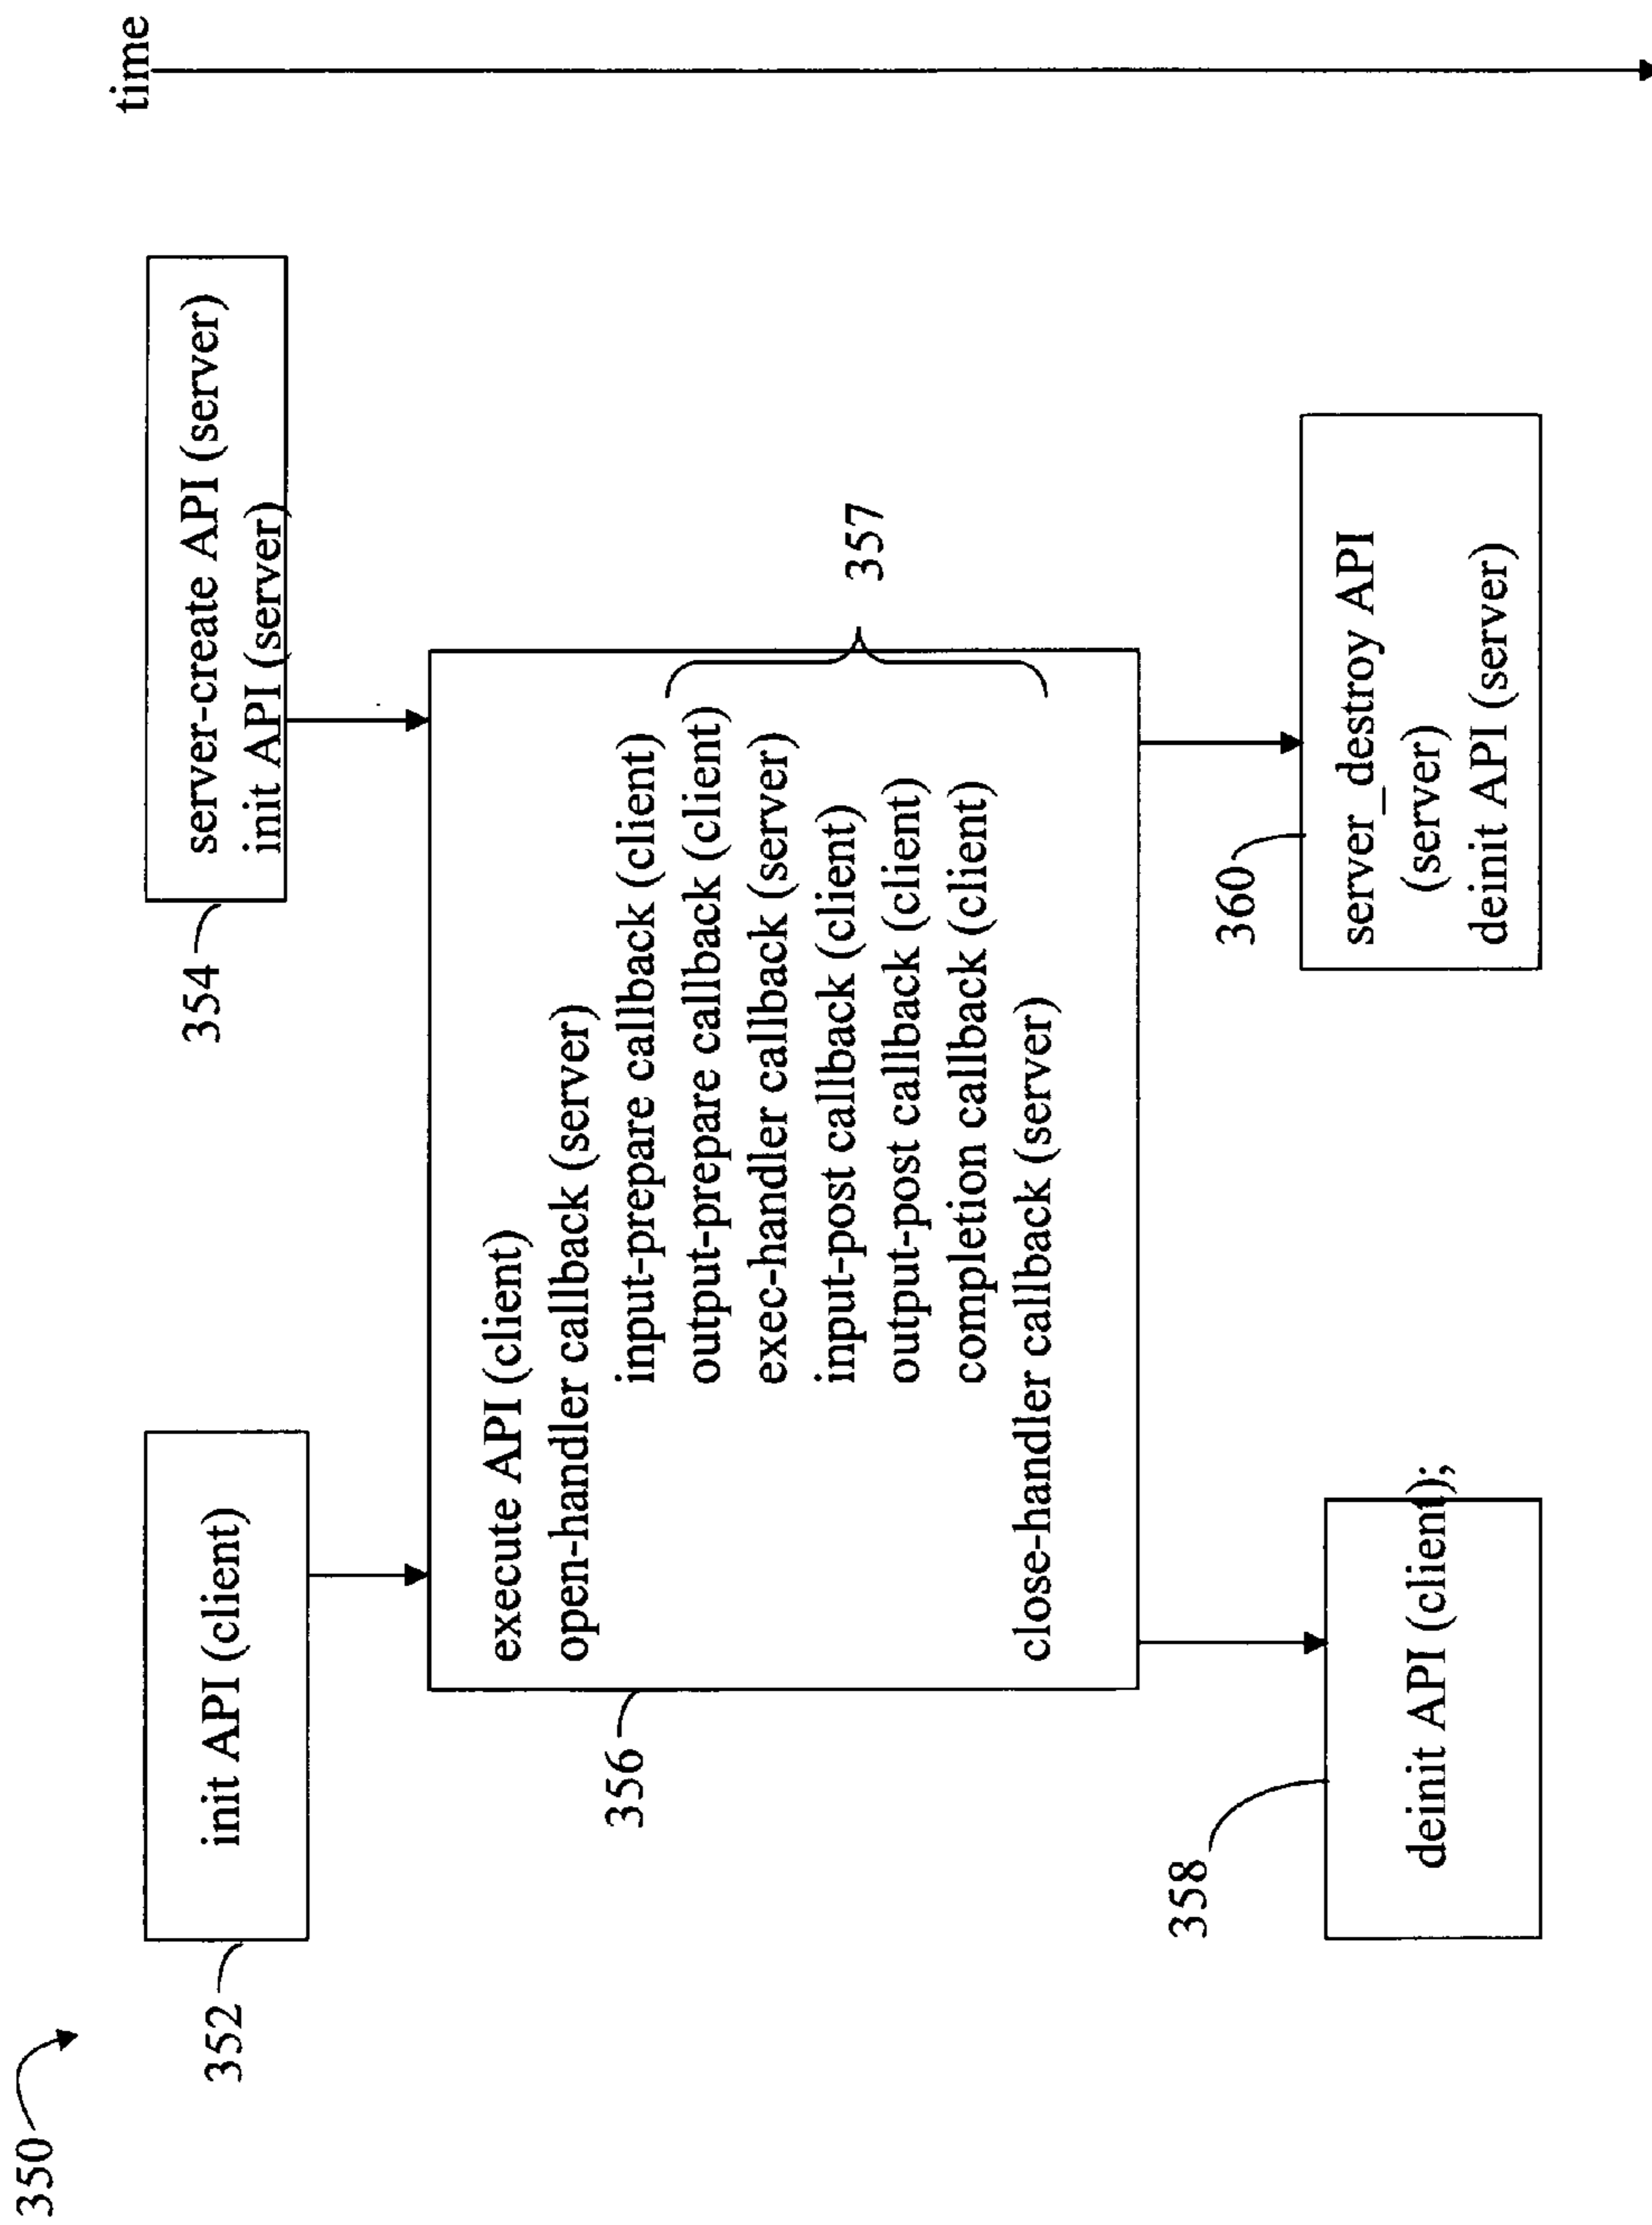 350
time
352
init API (client)
354
server-create API (server)
init API (server)
356
execute API (client)
open-handler callback (server)
input-prepare callback (client)
output-prepare callback (client)
exec-handler callback (server)
input-post callback (client)
output-post callback (client)
completion callback (client)
close-handler callback (server)
357
358
deinit API (client);
360
server_destroy API
(server)
deinit API (server)